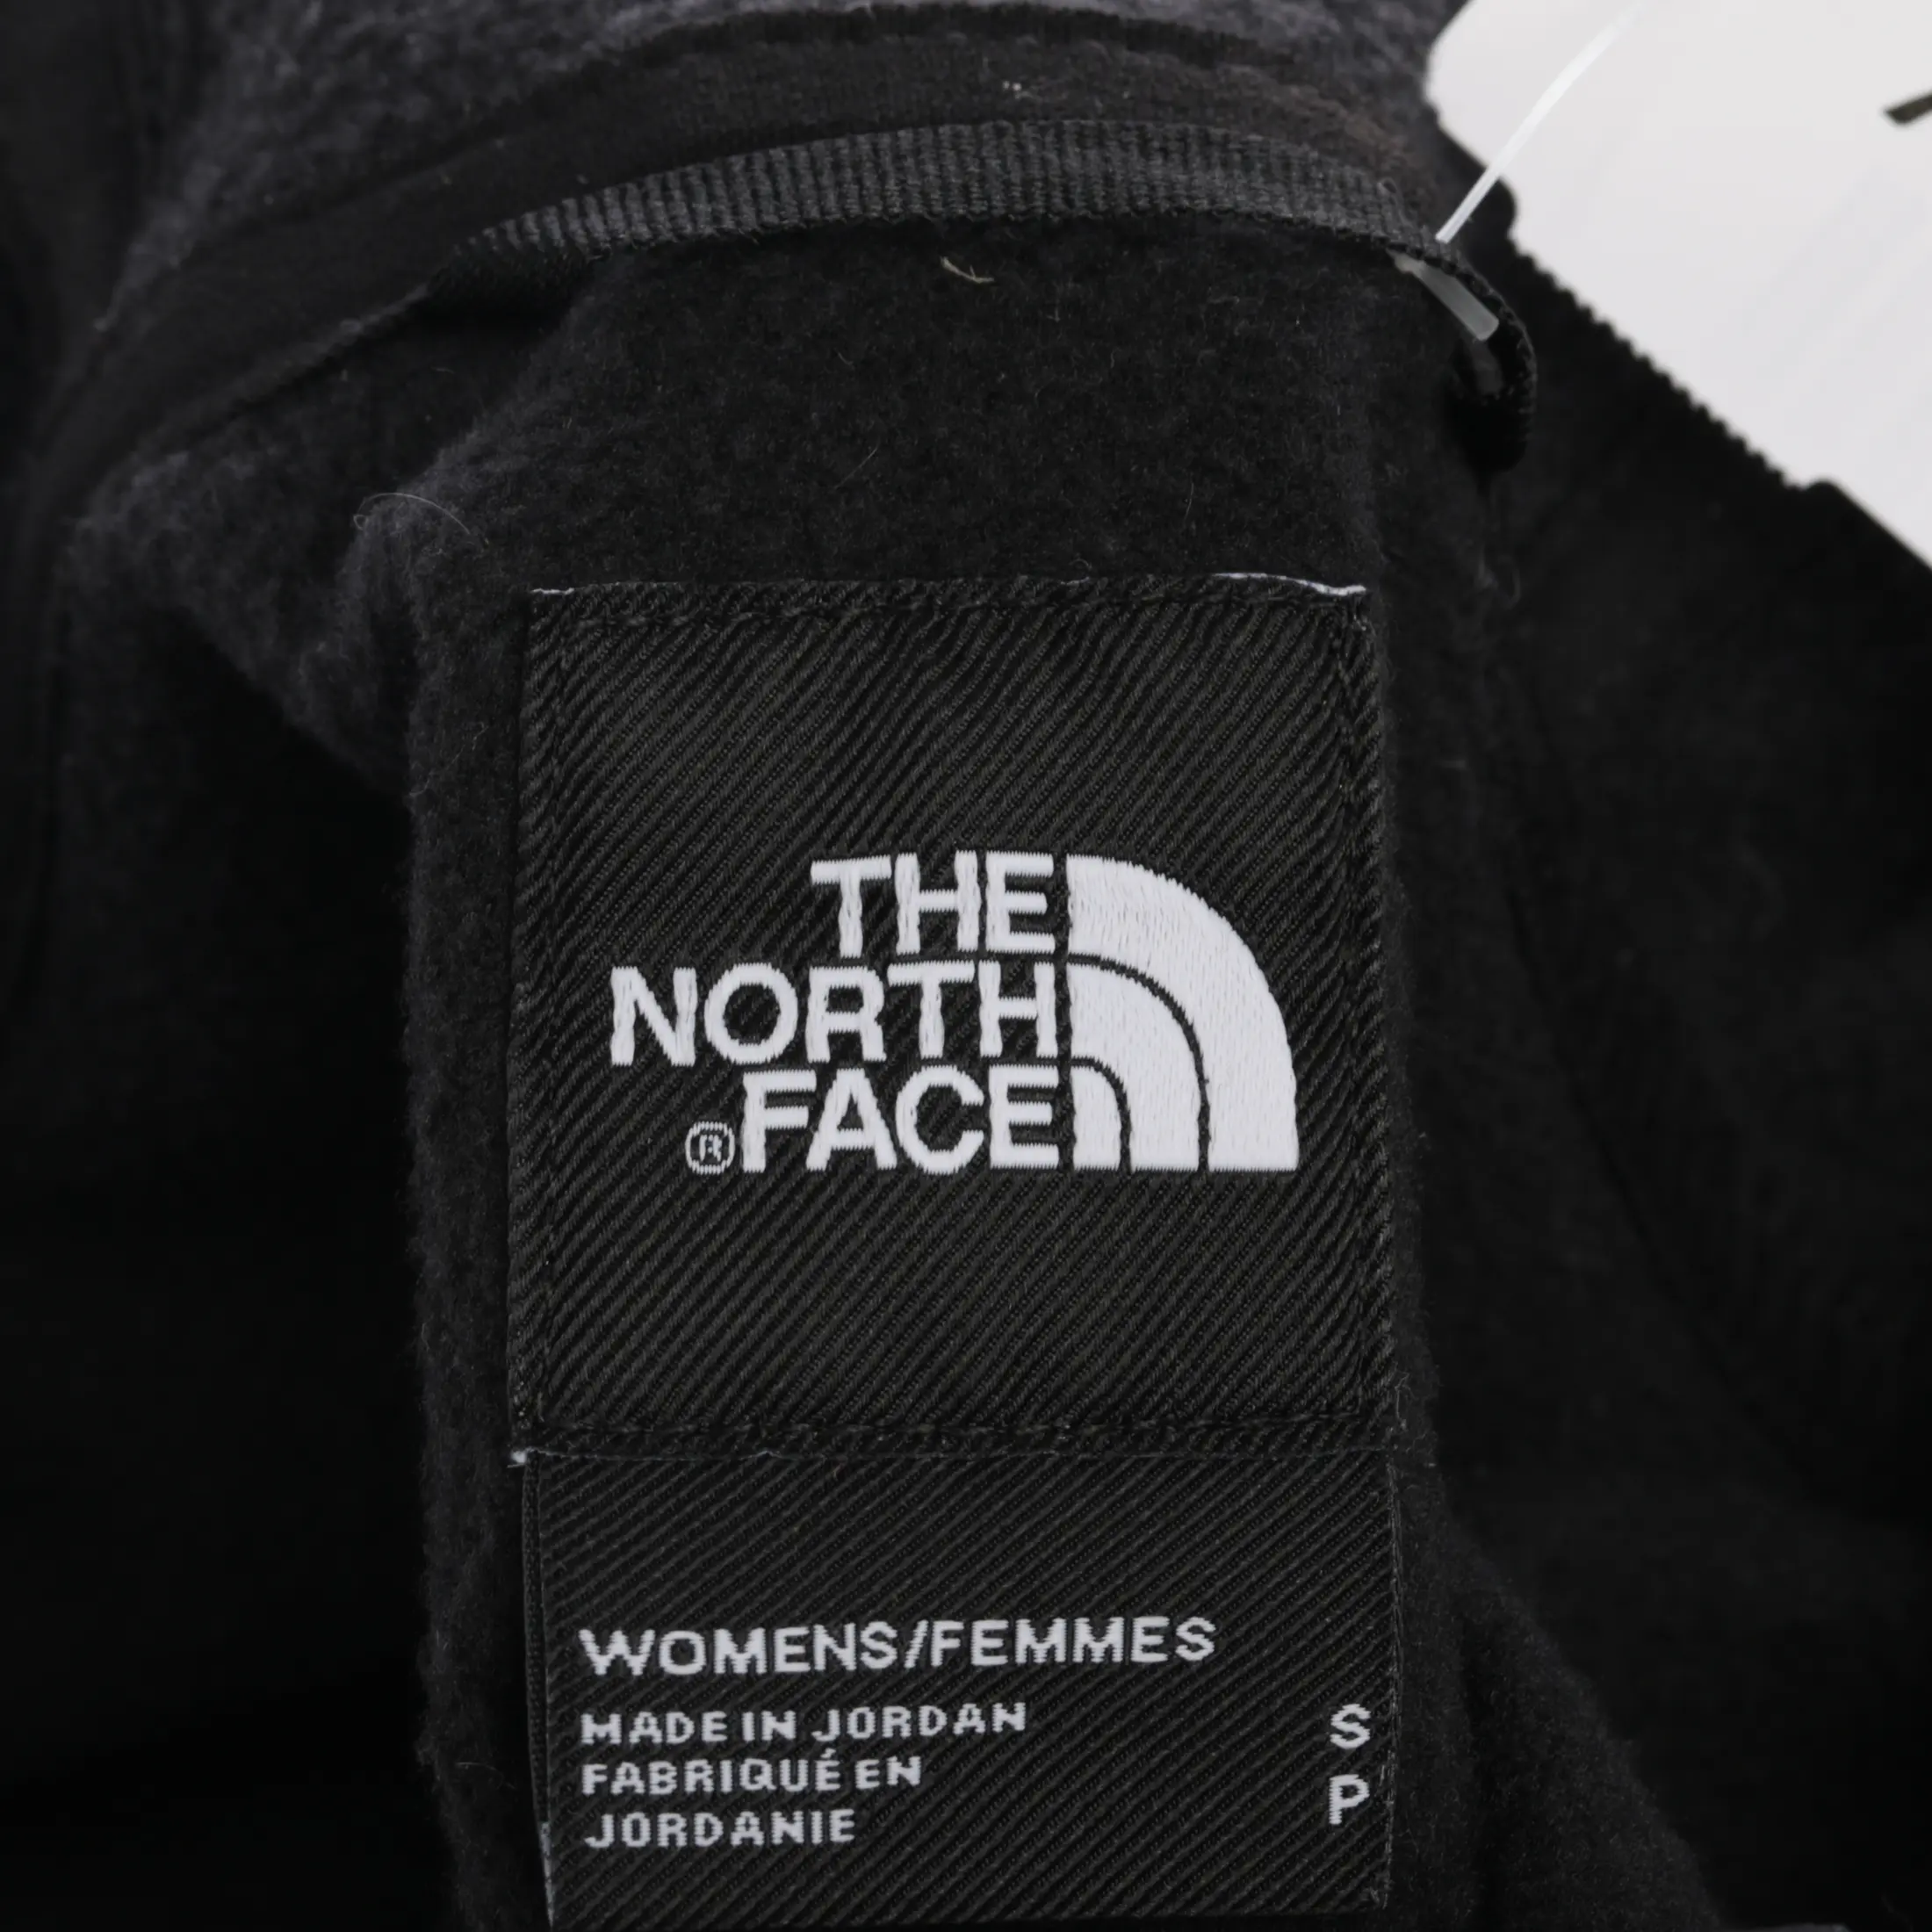 THE
NORTH
®FACE
WOMENS/FEMMES
MADE IN JORDAN
FABRIQUÉ EN
JORDANIE
S
P